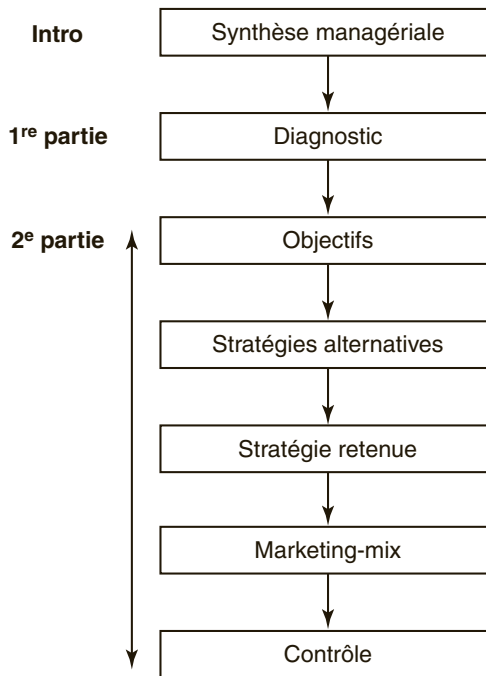 Intro
Synthèse managériale
1re partie
Diagnostic
2e partie
Objectifs
Stratégies alternatives
Stratégie retenue
Marketing-mix
Contrôle